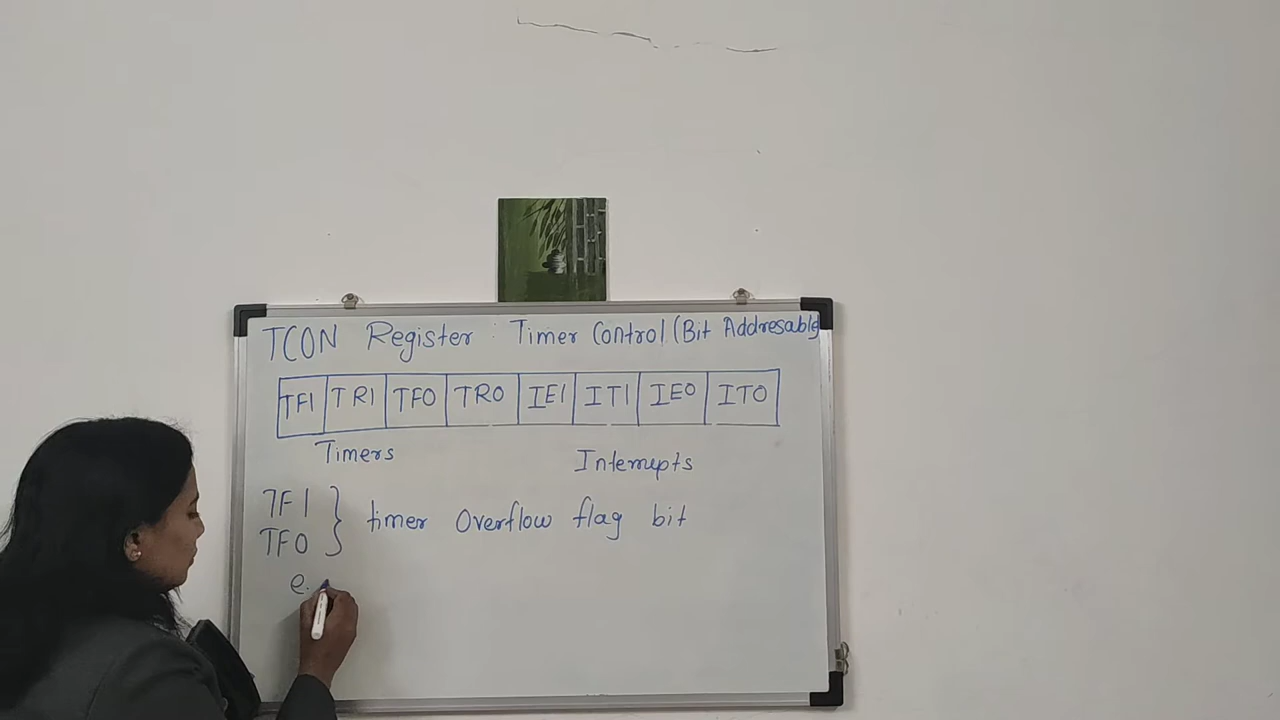 TCON Register : Timer Control (Bit Addresable)
TF1 TR1 TF0 TR0 IE1 IT1 IE0 IT0
Timers Interrupts
TF1
TF0 } timer Overflow flag bit
e.